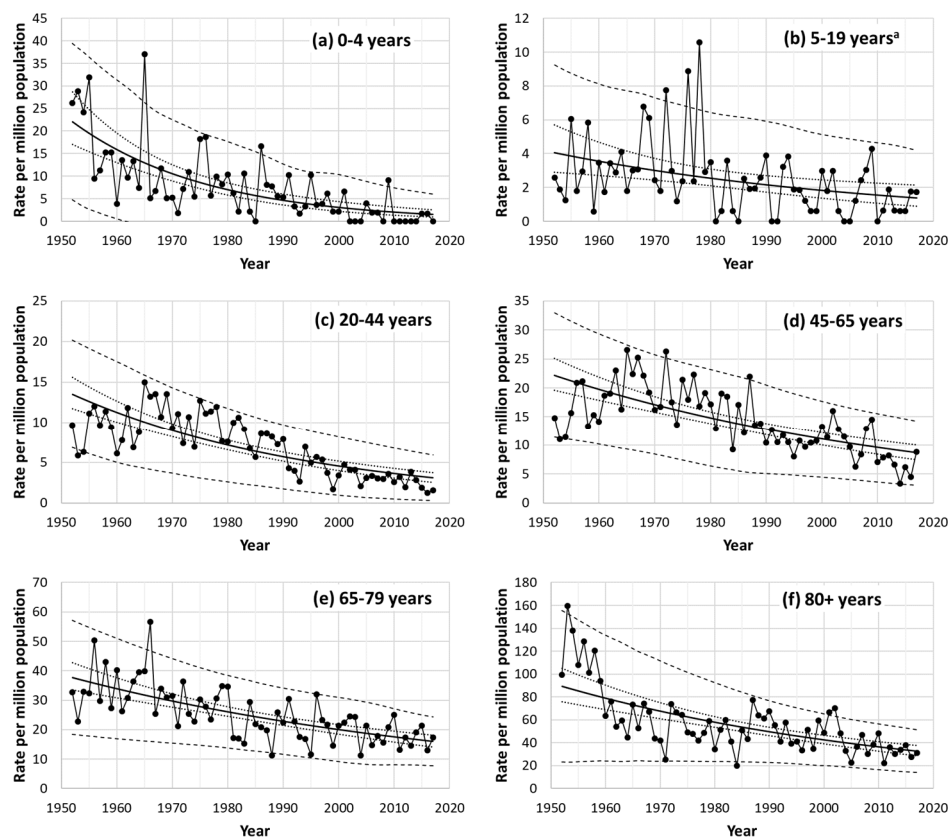 (a) 0-4 years
Rate per million population
45
40
35
30
25
20
15
10
5
0
1950 1960 1970 1980 1990 2000 2010 2020
Year
(b) 5-19 yearsᵃ
Rate per million population
12
10
8
6
4
2
0
1950 1960 1970 1980 1990 2000 2010 2020
Year
(c) 20-44 years
Rate per million population
25
20
15
10
5
0
1950 1960 1970 1980 1990 2000 2010 2020
Year
(d) 45-65 years
Rate per million population
35
30
25
20
15
10
5
0
1950 1960 1970 1980 1990 2000 2010 2020
Year
(e) 65-79 years
Rate per million population
70
60
50
40
30
20
10
0
1950 1960 1970 1980 1990 2000 2010 2020
Year
(f) 80+ years
Rate per million population
180
160
140
120
100
80
60
40
20
0
1950 1960 1970 1980 1990 2000 2010 2020
Year